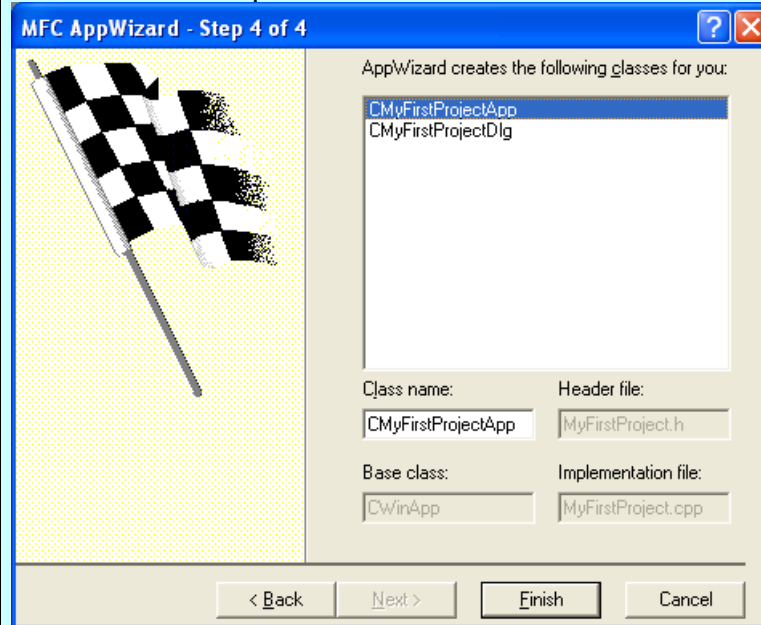 MFC AppWizard - Step 4 of 4
AppWizard creates the following classes for you:
CMyFirstProjectApp
CMyFirstProjectDlg
Class name: Header file:
CMyFirstProjectApp MyFirstProject.h
Base class: Implementation file:
CWinApp MyFirstProject.cpp
< Back Next > Finish Cancel